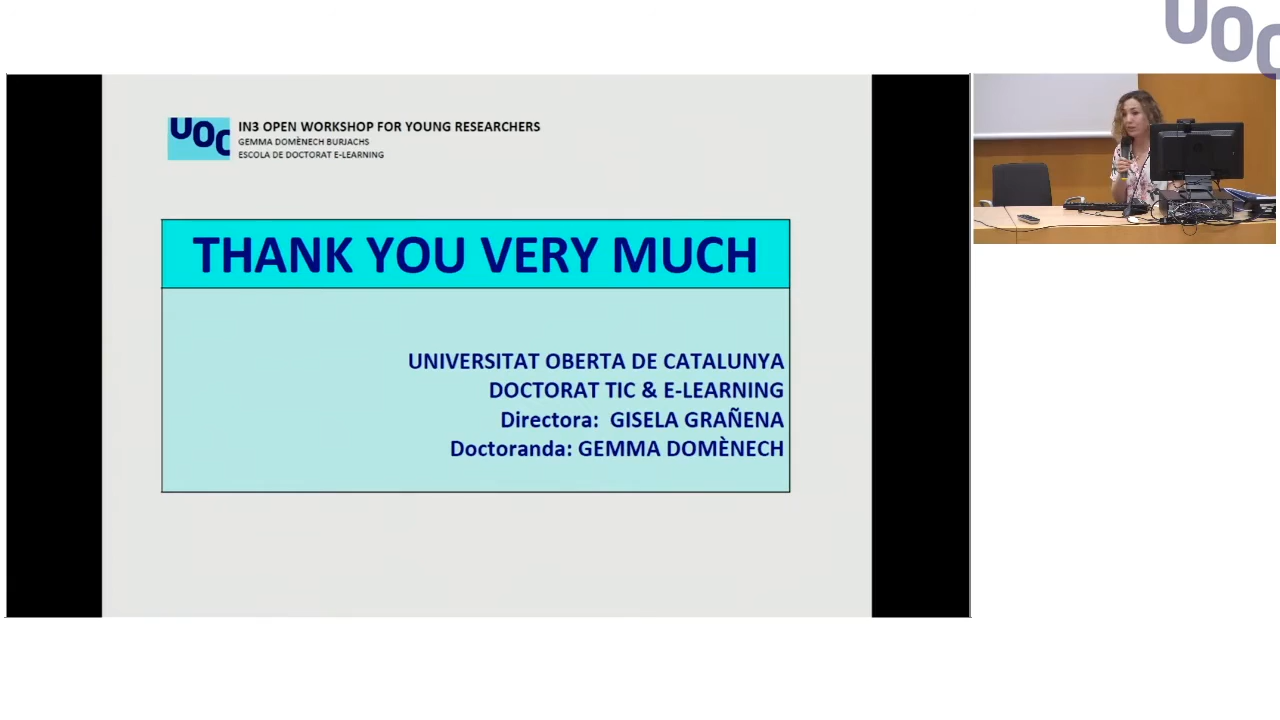 UOC
IN3 OPEN WORKSHOP FOR YOUNG RESEARCHERS
GEMMA DOMÈNECH BURJACHS
ESCOLA DE DOCTORAT E-LEARNING
UOC
THANK YOU VERY MUCH
UNIVERSITAT OBERTA DE CATALUNYA
DOCTORAT TIC & E-LEARNING
Directora: GISELA GRAÑENA
Doctoranda: GEMMA DOMÈNECH